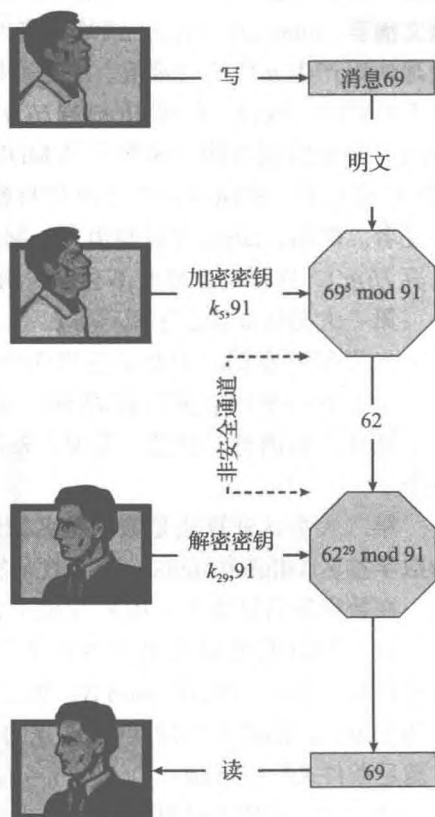 写
消息69
明文
加密密钥
k₅,91
69⁵ mod 91
62
非安全通道
解密密钥
k₂₉,91
62²⁹ mod 91
读
69